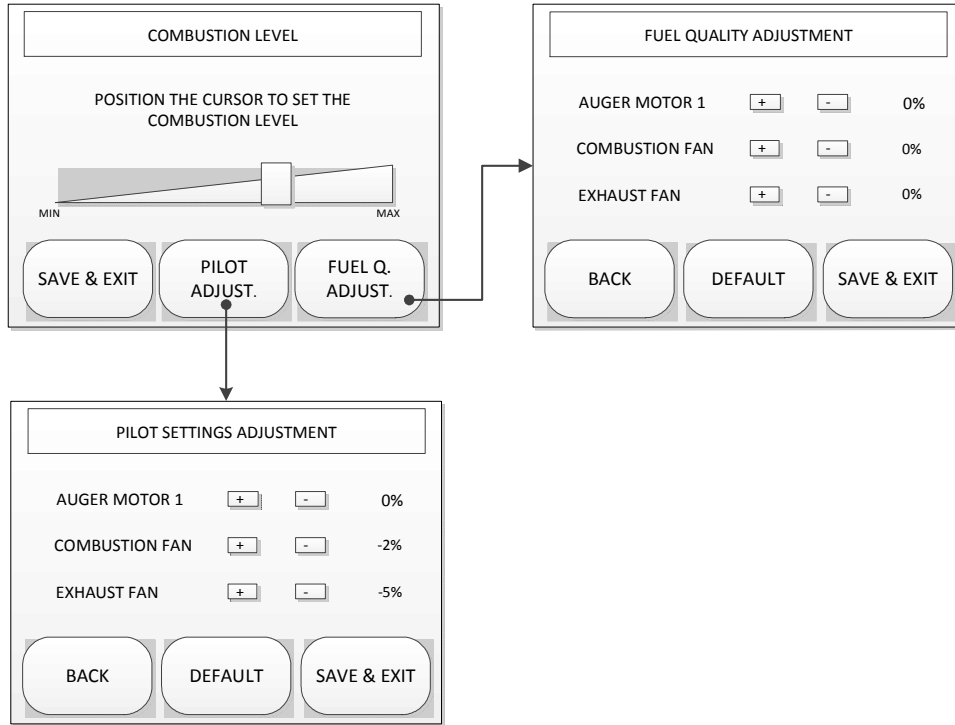 COMBUSTION LEVEL
POSITION THE CURSOR TO SET THE
COMBUSTION LEVEL
MIN
MAX
SAVE & EXIT
PILOT
ADJUST.
FUEL Q.
ADJUST.
FUEL QUALITY ADJUSTMENT
AUGER MOTOR 1 + - 0%
COMBUSTION FAN + - 0%
EXHAUST FAN + - 0%
BACK
DEFAULT
SAVE & EXIT
PILOT SETTINGS ADJUSTMENT
AUGER MOTOR 1 + - 0%
COMBUSTION FAN + - -2%
EXHAUST FAN + - -5%
BACK
DEFAULT
SAVE & EXIT